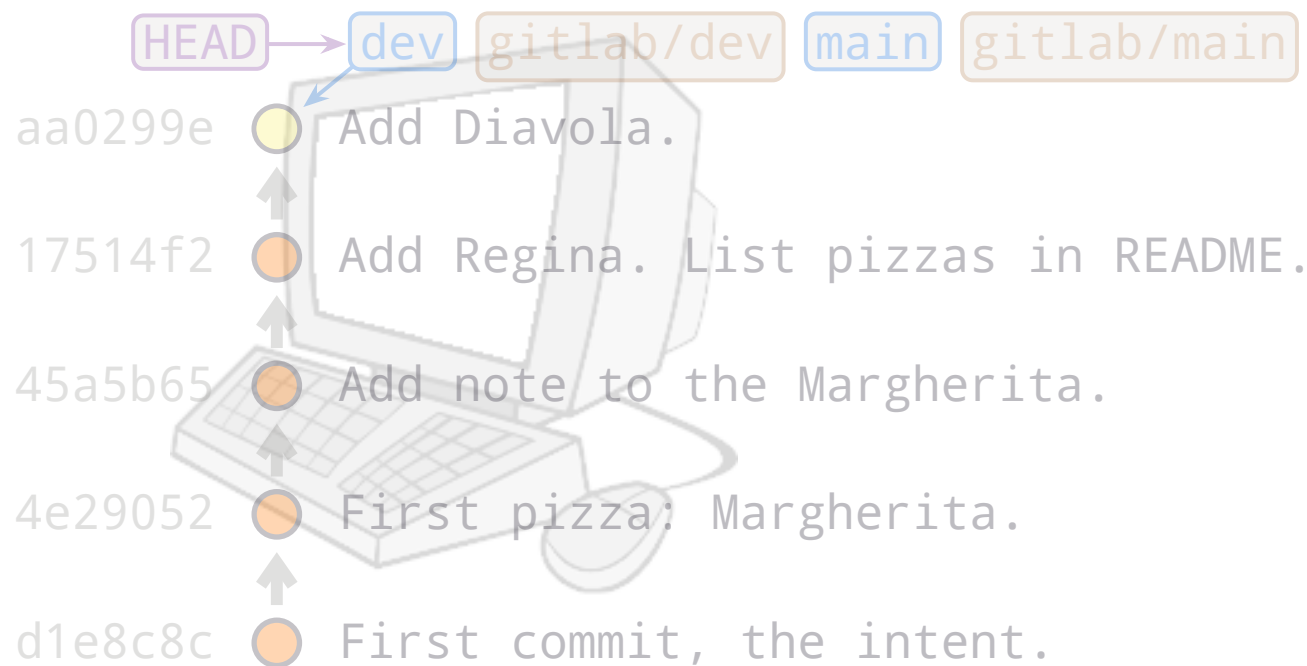 HEAD dev gitlab/dev main gitlab/main
aa0299e Add Diavola.
17514f2 Add Regina. List pizzas in README.
45a5b65 Add note to the Margherita.
4e29052 First pizza: Margherita.
d1e8c8c First commit, the intent.